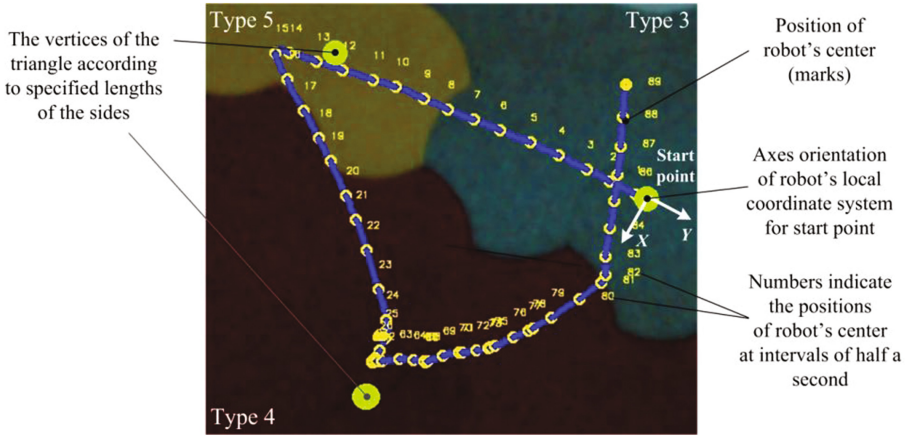 Type 5
Type 3
The vertices of the
triangle according
to specified lengths
of the sides
Position of
robot's center
(marks)
Start
point
Axes orientation
of robot's local
coordinate system
for start point
X
Y
Numbers indicate
the positions
of robot's center
at intervals of half a
second
Type 4
15
14
13
12
11
10
9
8
7
6
5
4
3
2
17
18
19
20
21
22
23
24
25
63
64
69
72
76
79
80
81
82
83
84
86
87
88
89